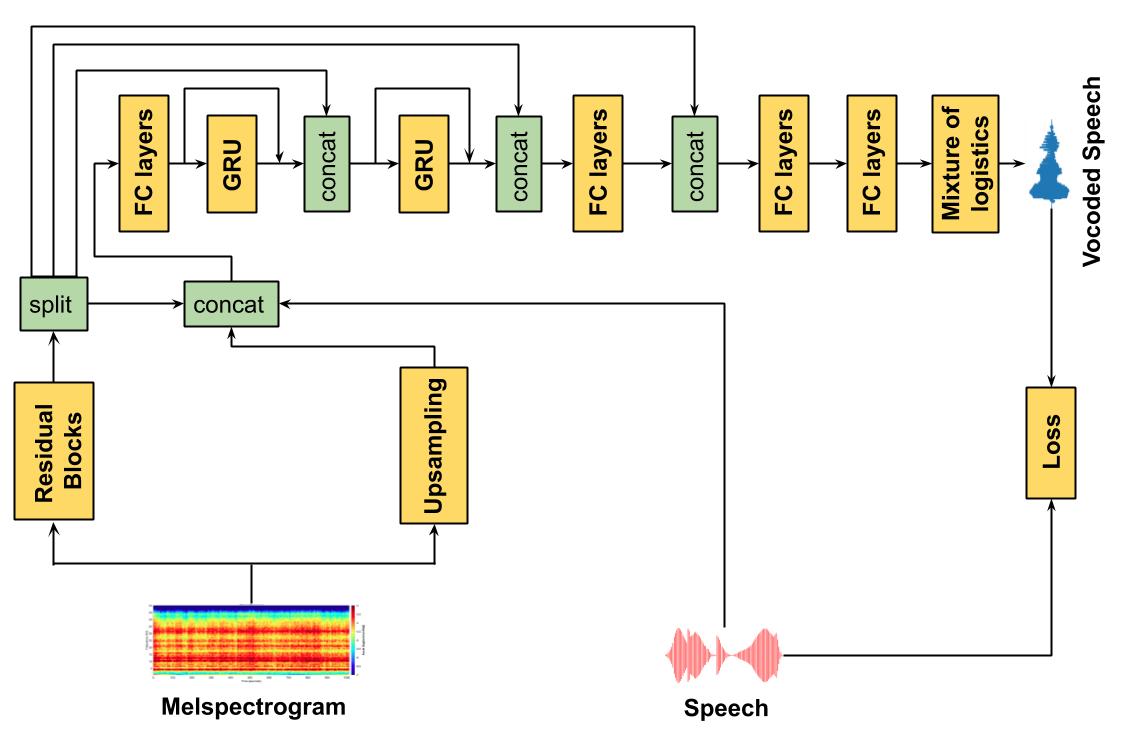 FC layers
GRU
concat
GRU
concat
FC layers
concat
FC layers
FC layers
Mixture of
logistics
Vocoded Speech
split
concat
Residual
Blocks
Upsampling
Loss
Melspectrogram
Speech